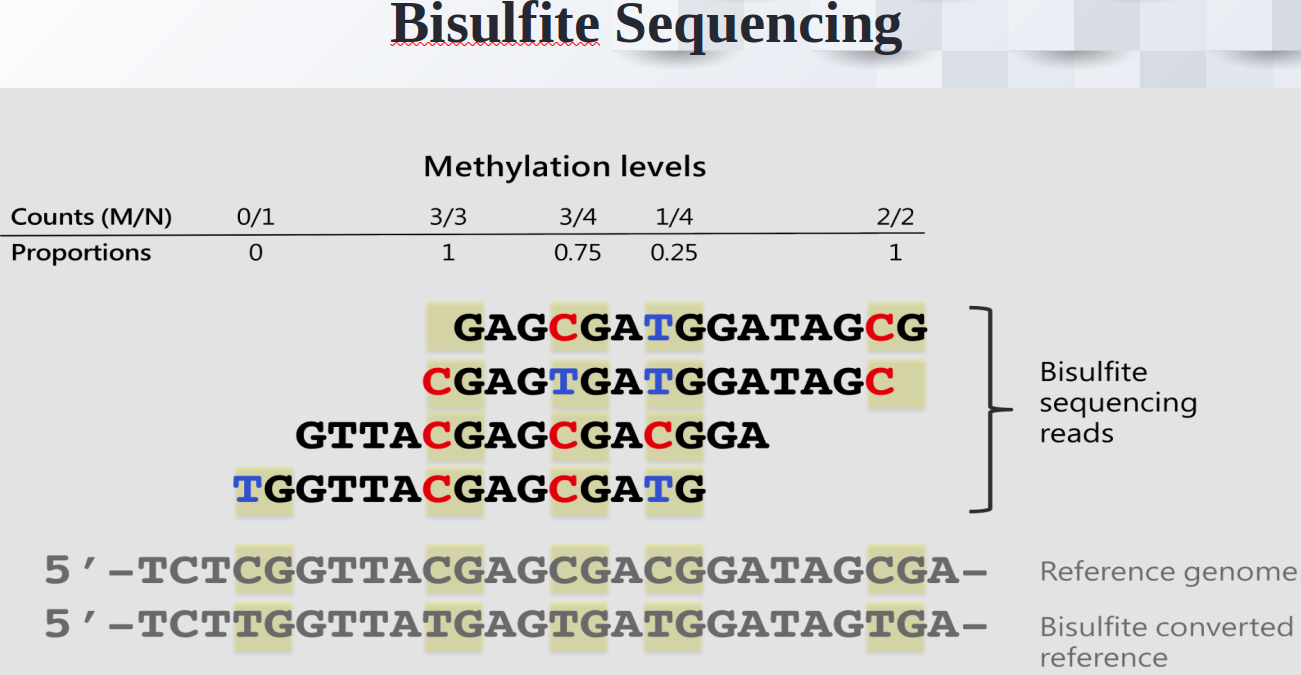 Bisulfite Sequencing
Methylation levels
Counts (M/N) 0/1 3/3 3/4 1/4 2/2
Proportions 0 1 0.75 0.25 1
GAGCGATGGATAGCG
CGAGTGATGGATAGC
GTTACGAGCGACGGA
TGGTTACGAGCGATG
Bisulfite
sequencing
reads
5′-TCTCGGTTACGAGCGACGGATAGCGA- Reference genome
5′-TCTTGGTTATGAGTGATGGATAGTGA- Bisulfite converted
reference